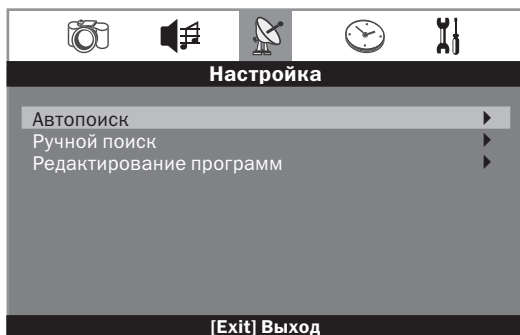 Настройка
Автопоиск
Ручной поиск
Редактирование программ
[Exit] Выход